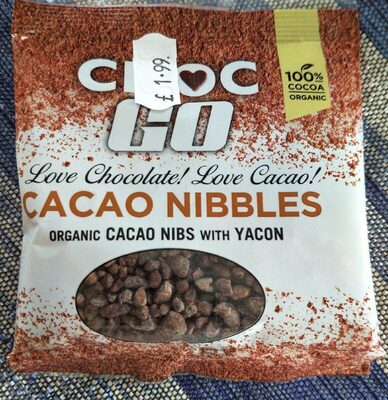 CHOC
GO
£1.99
100%
COCOA
ORGANIC
Love Chocolate! Love Cacao!
CACAO NIBBLES
ORGANIC CACAO NIBS WITH YACON